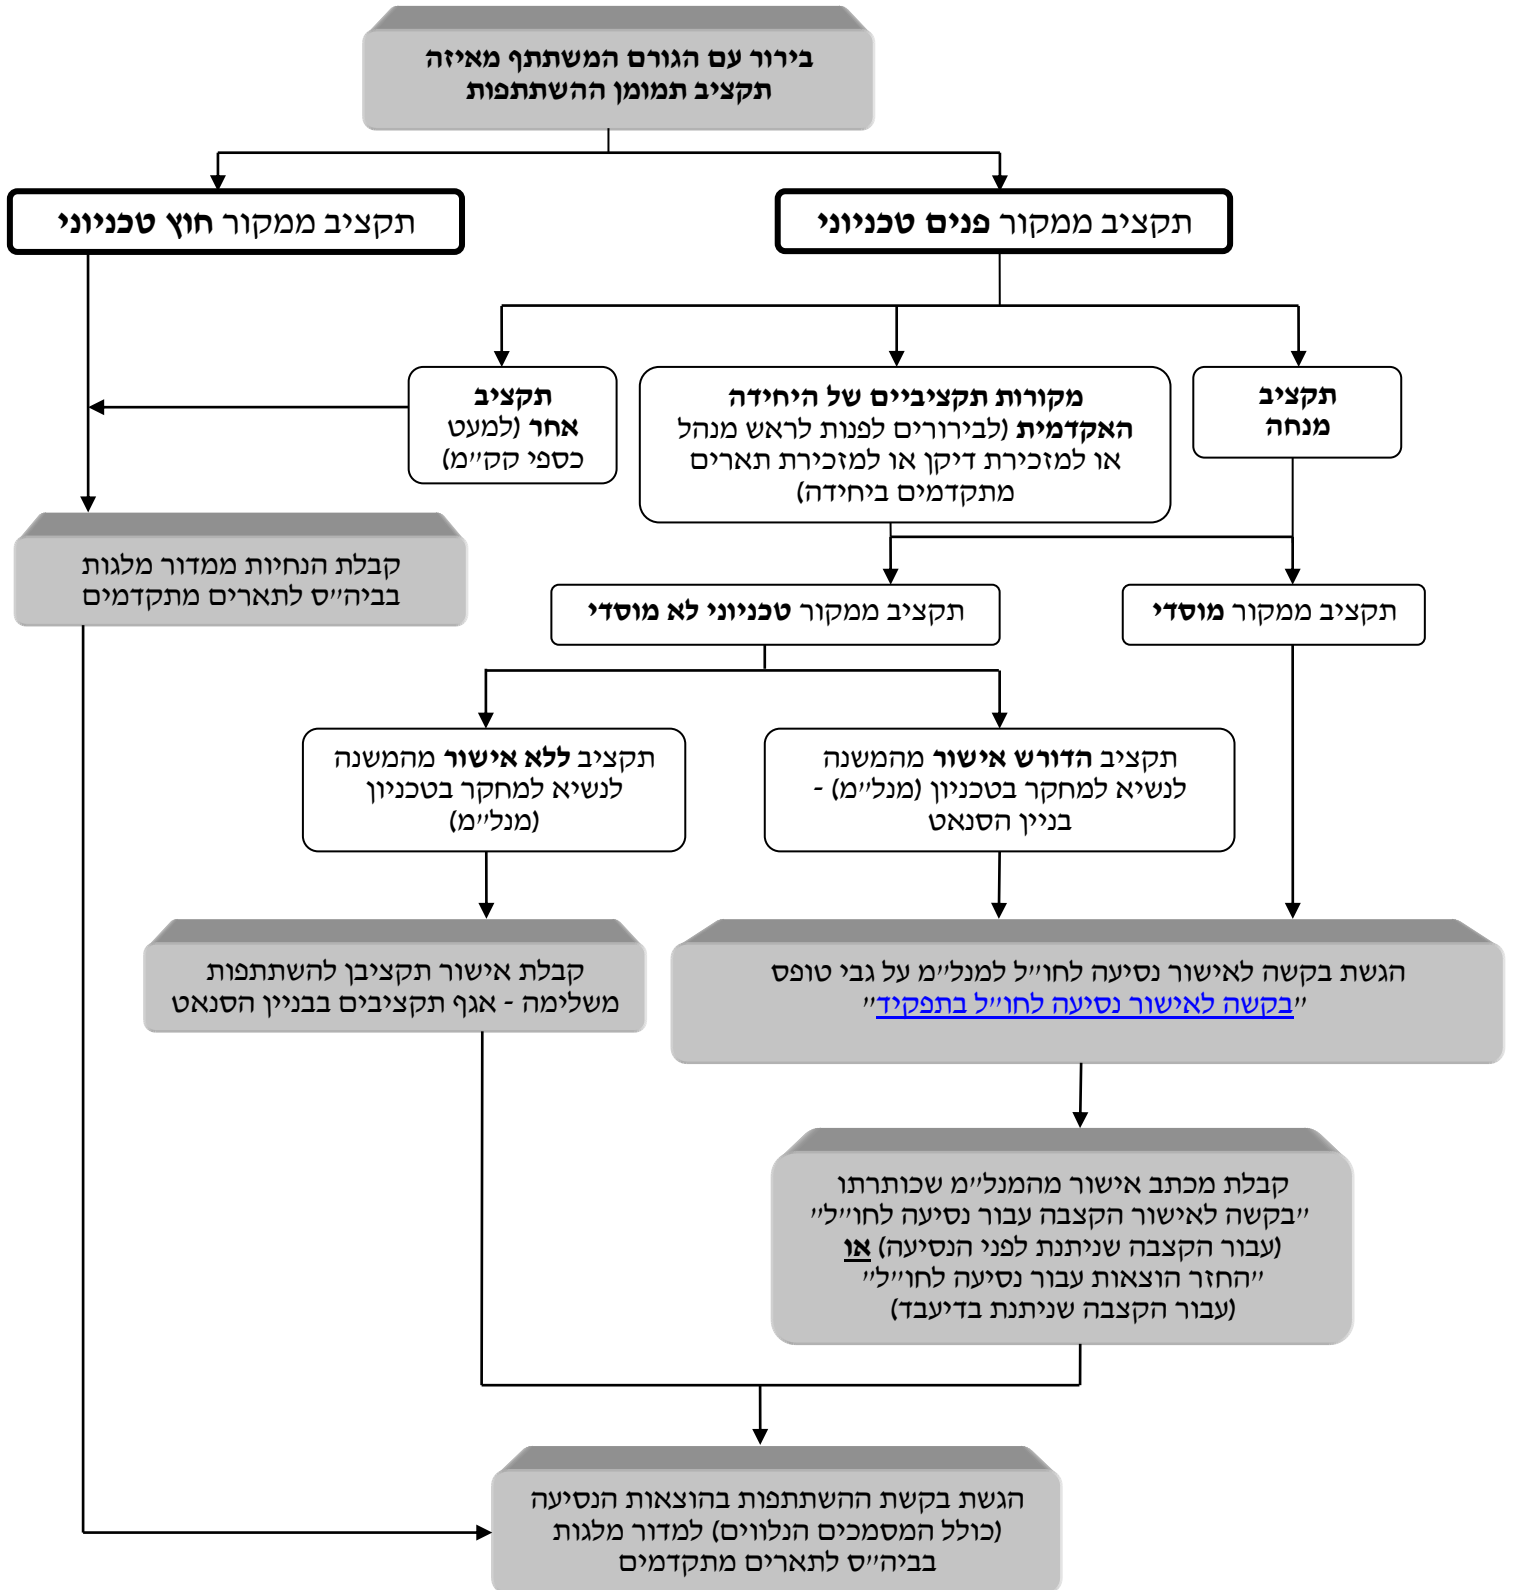 בירור עם הגורם המשתתף מאיזה
תקציב תמומן ההשתתפות
תקציב ממקור פנים טכניוני
תקציב ממקור חוץ טכניוני
תקציב
מנחה
מקורות תקציביים של היחידה
האקדמית (לבירורים לפנות לראש מנהל
או למזכירת דיקן או למזכירת תארים
מתקדמים ביחידה)
תקציב
אחר (למעט
כספי קק״מ)
קבלת הנחיות ממדור מלגות
בביה״ס לתארים מתקדמים
תקציב ממקור מוסדי
תקציב ממקור טכניוני לא מוסדי
תקציב הדורש אישור מהמשנה
לנשיא למחקר בטכניון (מנל״מ) -
בניין הסנאט
תקציב ללא אישור מהמשנה
לנשיא למחקר בטכניון
(מנל״מ)
הגשת בקשה לאישור נסיעה לחו״ל למנל״מ על גבי טופס
״בקשה לאישור נסיעה לחו״ל בתפקיד״
קבלת אישור תקציבן להשתתפות
משלימה - אגף תקציבים בבניין הסנאט
קבלת מכתב אישור מהמנל״מ שכותרתו
״בקשה לאישור הקצבה עבור נסיעה לחו״ל״
(עבור הקצבה שניתנת לפני הנסיעה) או
״החזר הוצאות עבור נסיעה לחו״ל״
(עבור הקצבה שניתנת בדיעבד)
הגשת בקשת ההשתתפות בהוצאות הנסיעה
(כולל המסמכים הנלווים) למדור מלגות
בביה״ס לתארים מתקדמים